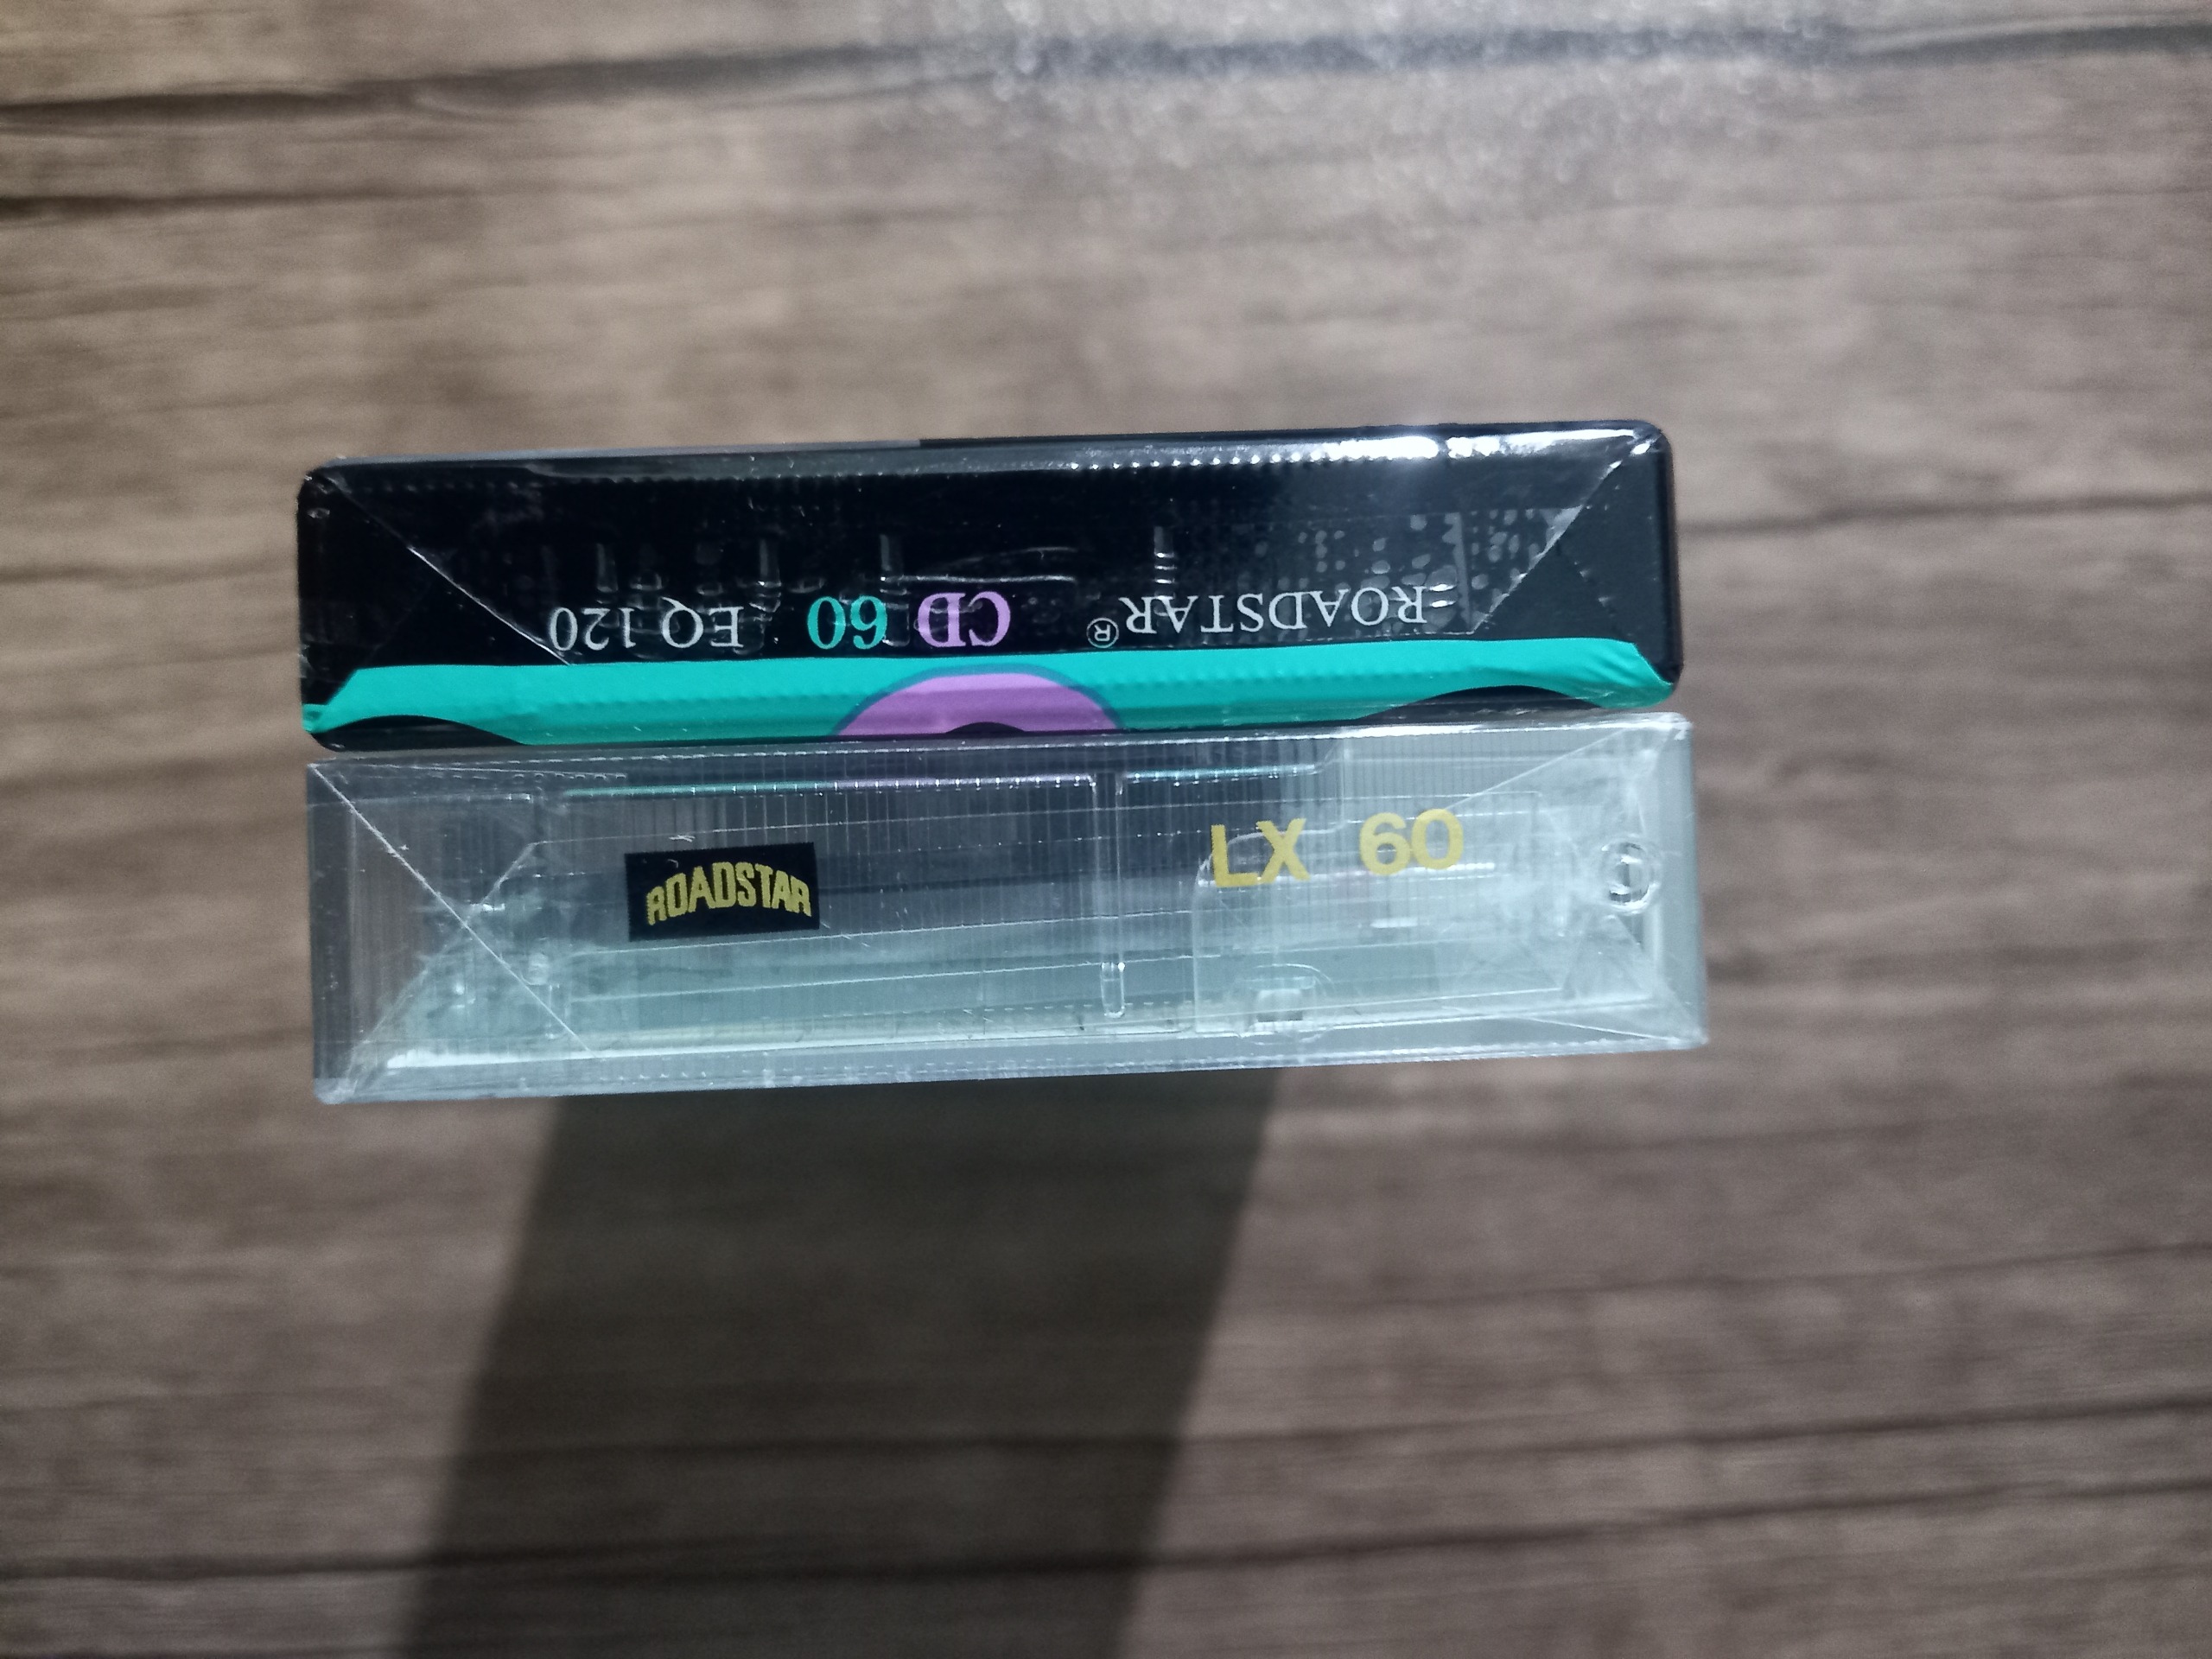 ROADSTAR® CD 60 EQ 120
ROADSTAR LX 60